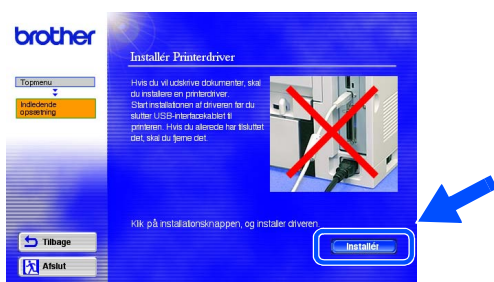 brother
Installér Printerdriver
Topmenu
Indledende
opsætning
Hvis du vil udskrive dokumenter, skal
du installere en printerdriver.
Start installationen af driveren før du
slutter USB-interfacekablet til
printeren. Hvis du allerede har tilsluttet
det, skal du fjerne det.
Klik på installationsknappen, og installer driveren.
Installér
Tilbage
Afslut